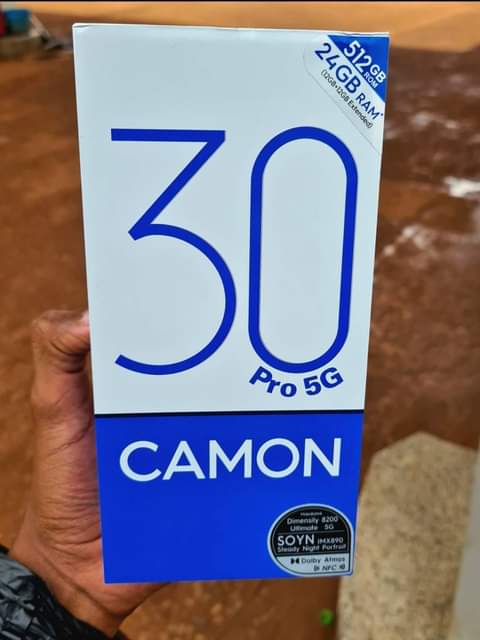 512GB
ROM
24GB RAM*
(12GB+12GB Extended)
30
Pro 5G
CAMON
Dimensity 8200
Ultimate 5G
SOYN IMX890
Steady Night Portrait
Dolby Atmos
NFC